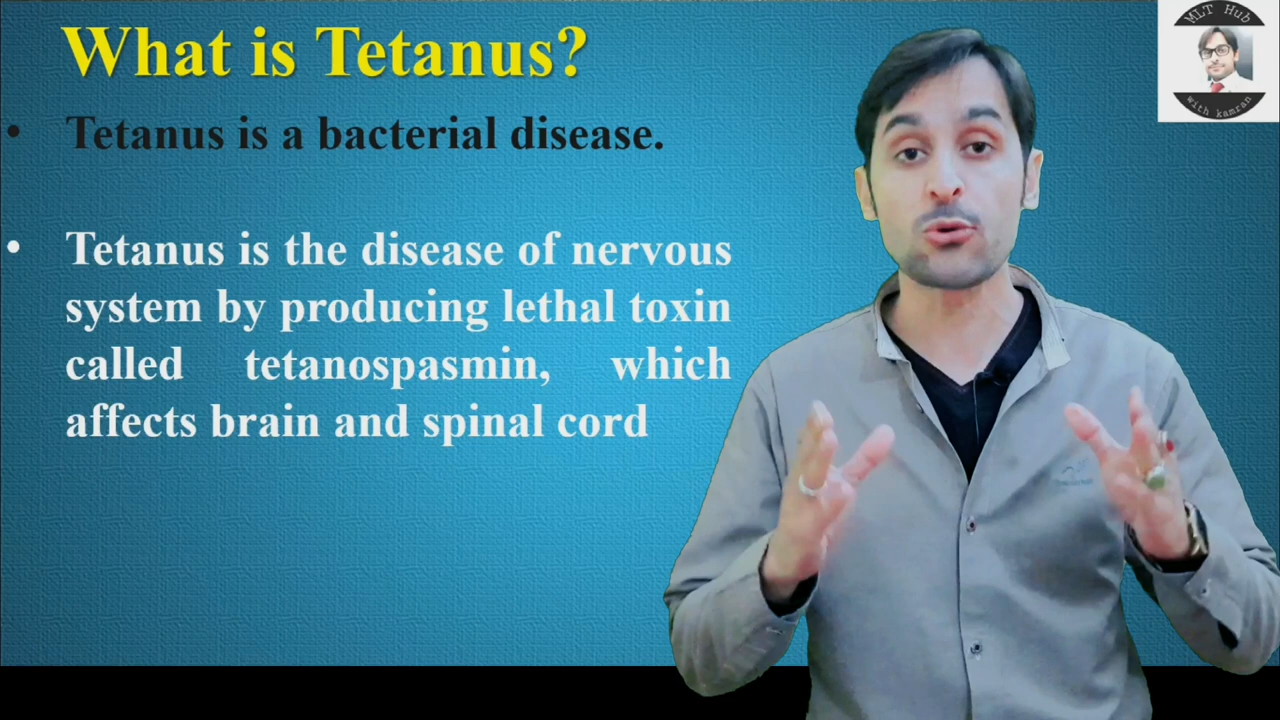 What is Tetanus?
• Tetanus is a bacterial disease.
• Tetanus is the disease of nervous
system by producing lethal toxin
called tetanospasmin, which
affects brain and spinal cord
MLT Hub
with kamran